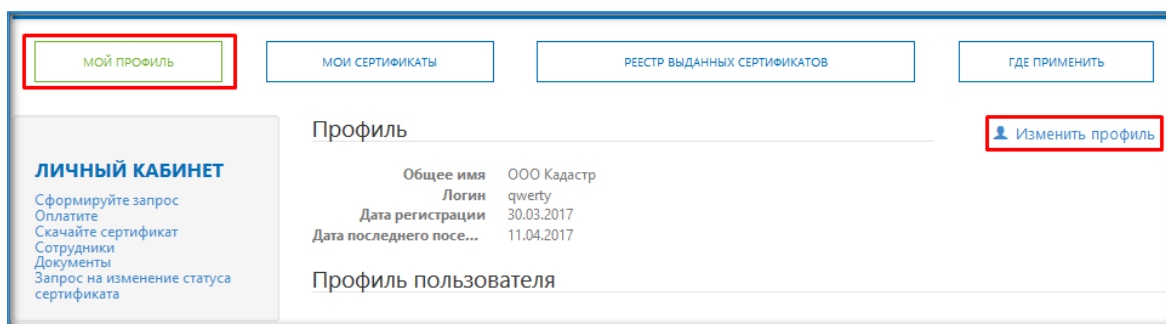 МОЙ ПРОФИЛЬ
МОИ СЕРТИФИКАТЫ
РЕЕСТР ВЫДАННЫХ СЕРТИФИКАТОВ
ГДЕ ПРИМЕНИТЬ
ЛИЧНЫЙ КАБИНЕТ
Сформируйте запрос
Оплатите
Скачайте сертификат
Сотрудники
Документы
Запрос на изменение статуса
сертификата
Профиль
Изменить профиль
Общее имя ООО Кадастр
Логин qwerty
Дата регистрации 30.03.2017
Дата последнего посе... 11.04.2017
Профиль пользователя